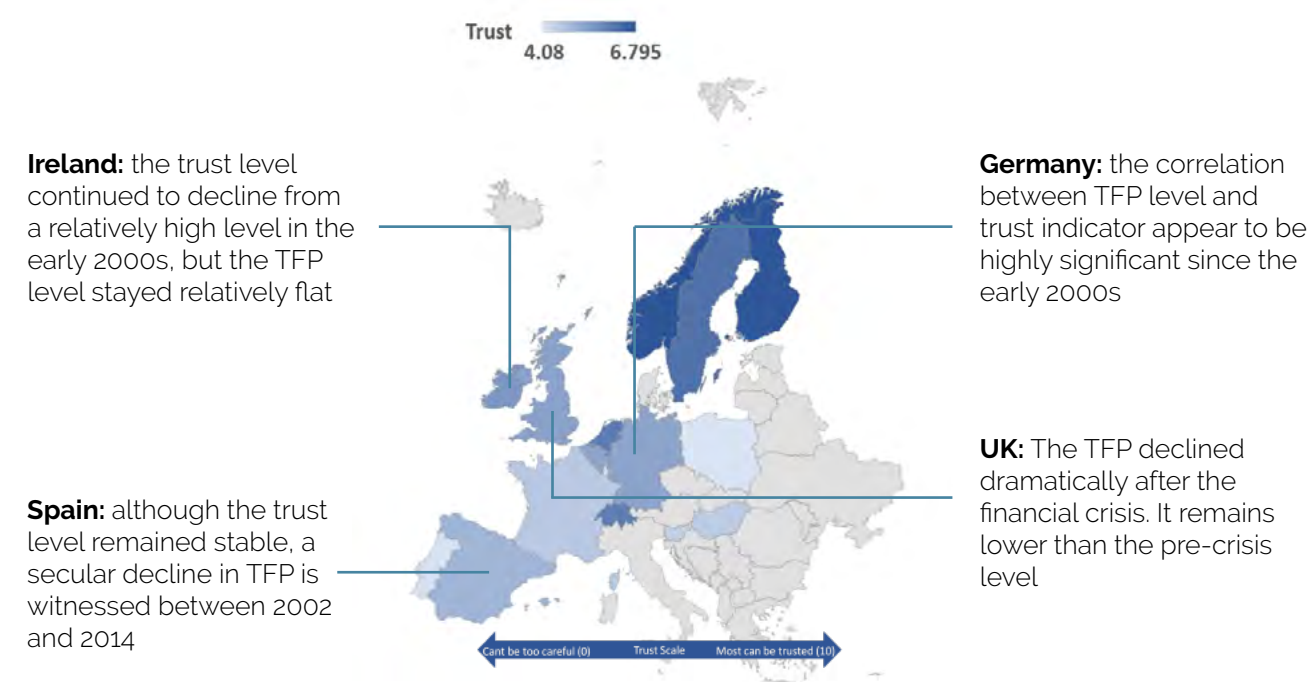 Trust
4.08 6.795
Ireland: the trust level
continued to decline from
a relatively high level in the
early 2000s, but the TFP
level stayed relatively flat
Germany: the correlation
between TFP level and
trust indicator appear to be
highly significant since the
early 2000s
Spain: although the trust
level remained stable, a
secular decline in TFP is
witnessed between 2002
and 2014
UK: The TFP declined
dramatically after the
financial crisis. It remains
lower than the pre-crisis
level
Cant be too careful (0) Trust Scale Most can be trusted (10)